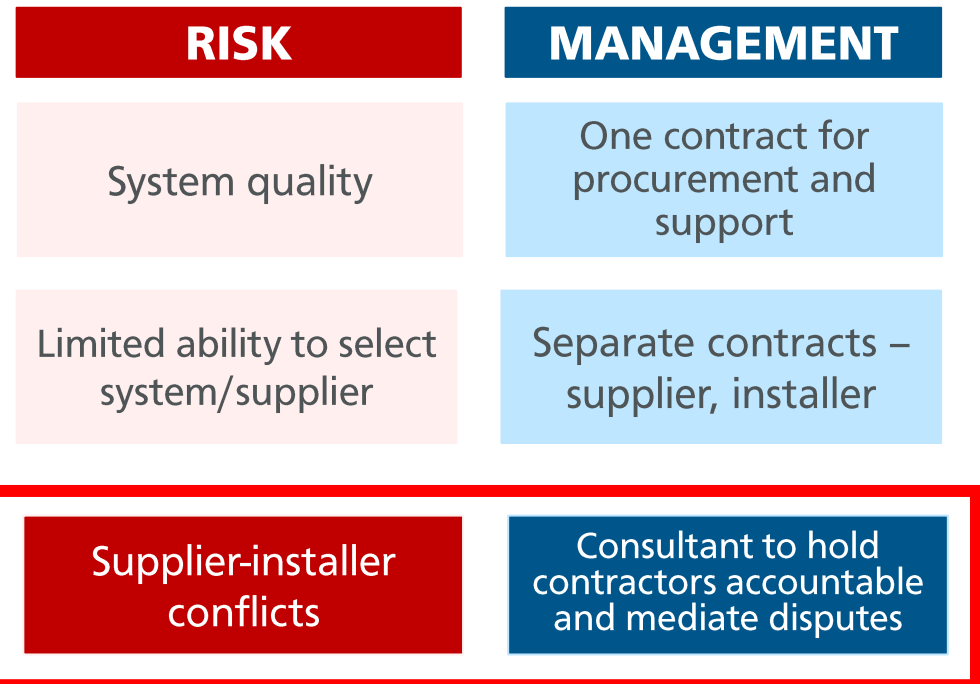 RISK
MANAGEMENT
System quality
One contract for
procurement and
support
Limited ability to select
system/supplier
Separate contracts –
supplier, installer
Supplier-installer
conflicts
Consultant to hold
contractors accountable
and mediate disputes